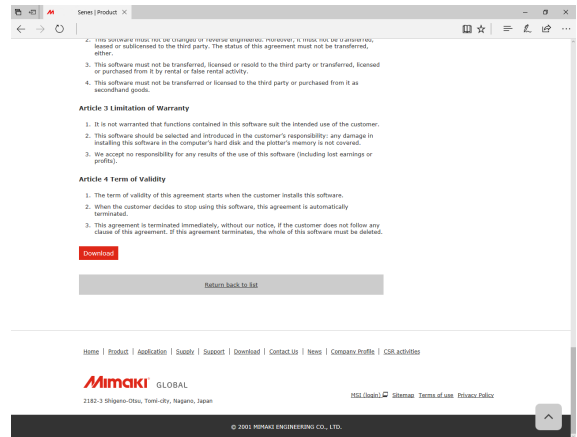 Series | Product
2. This software must not be changed or reverse engineered. Moreover, it must not be transferred,
leased or sublicensed to the third party. The status of this agreement must not be transferred,
either.
3. This software must not be transferred, licensed or resold to the third party or transferred, licensed
or purchased from it by rental or false rental activity.
4. This software must not be transferred or licensed to the third party or purchased from it as
secondhand goods.
Article 3 Limitation of Warranty
1. It is not warranted that functions contained in this software suit the intended use of the customer.
2. This software should be selected and introduced in the customer's responsibility: any damage in
installing this software in the computer's hard disk and the plotter's memory is not covered.
3. We accept no responsibility for any results of the use of this software (including lost earnings or
profits).
Article 4 Term of Validity
1. The term of validity of this agreement starts when the customer installs this software.
2. When the customer decides to stop using this software, this agreement is automatically
terminated.
3. This agreement is terminated immediately, without our notice, if the customer does not follow any
clause of this agreement. If this agreement terminates, the whole of this software must be deleted.
Download
Return back to list
Home | Product | Application | Supply | Support | Download | Contact Us | News | Company Profile | CSR activities
Mimaki GLOBAL
2182-3 Shigeno-Otsu, Tomi-city, Nagano, Japan
MSI (login) Sitemap Terms of use Privacy Policy
© 2001 MIMAKI ENGINEERING CO., LTD.